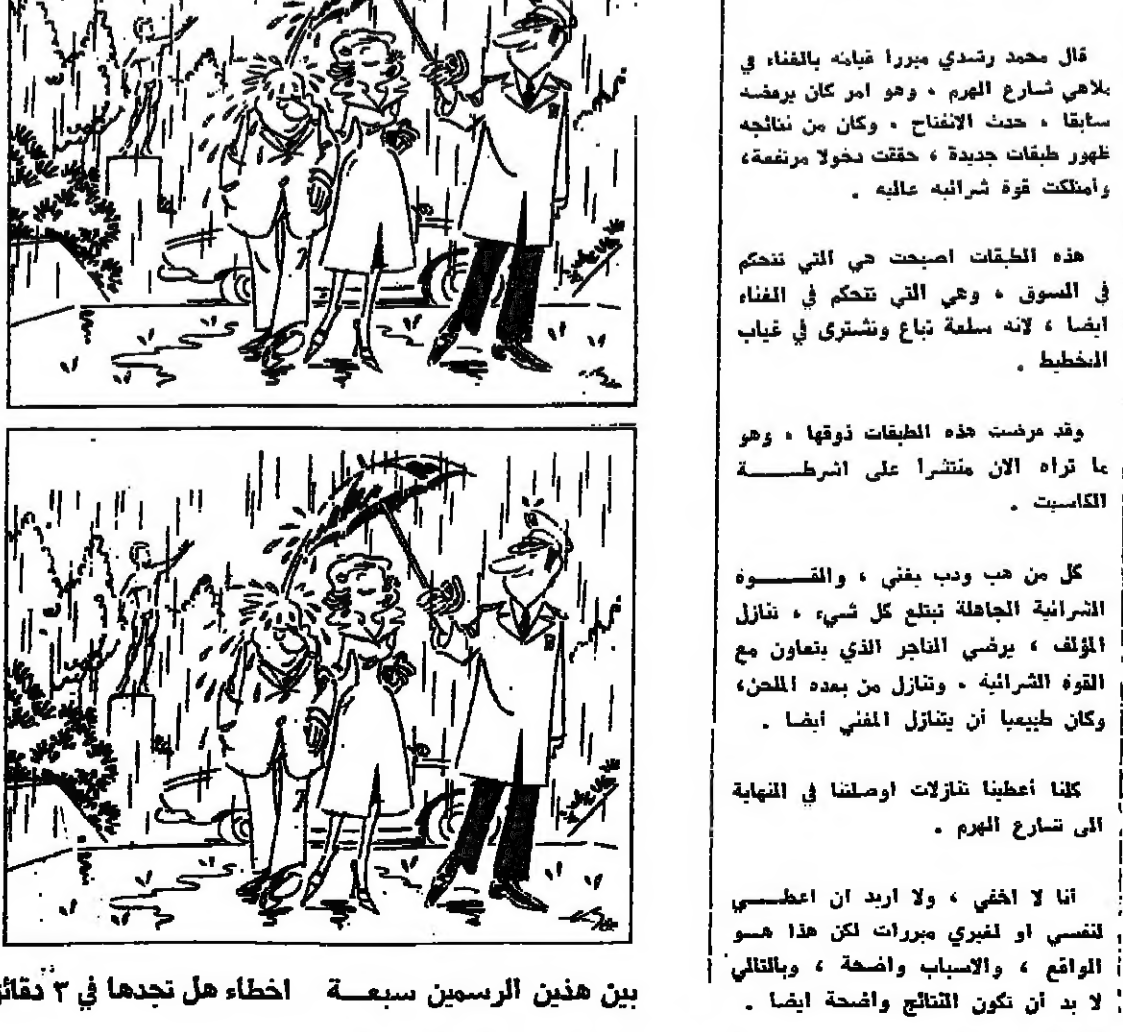 قال محمد رشدي مبررا قيامه بالغناء في
ملاهي شارع الهرم ، وهو امر كان يرفضه
سابقا ، حدث الانفتاح ، وكان من نتائجه
ظهور طبقات جديدة ، حققت دخولا مرتفعة،
وامتلكت قوة شرائيه عاليه .
هذه الطبقات اصبحت هي التي تتحكم
في السوق ، وهي التي تتحكم في الغناء
ايضا ، لانه سلعة تباع وتشترى في غياب
التخطيط .
وقد فرضت هذه الطبقات ذوقها ، وهو
ما تراه الان منتشرا على اشرطـــــة
الكاسيت .
كل من هب ودب يغني ، والقـــــوة
الشرائية الجاهلة تبتلع كل شيء ، تنازل
المؤلف ، يرضي التاجر الذي يتعاون مع
القوة الشرائية ، وتنازل من بعده الملحن،
وكان طبيعيا أن يتنازل المغني أيضا .
كلنا أعطينا تنازلات اوصلتنا في النهاية
الى شارع الهرم .
أنا لا اخفي ، ولا اريد ان اعطـــي
لنفسي او لغيري مبررات لكن هذا هـــو
الواقع ، والاسباب واضحة ، وبالتالي
لا بد أن تكون النتائج واضحة ايضا .
بين هذين الرسمين سبعـــة اخطاء هل تجدها في ٣ دقائق